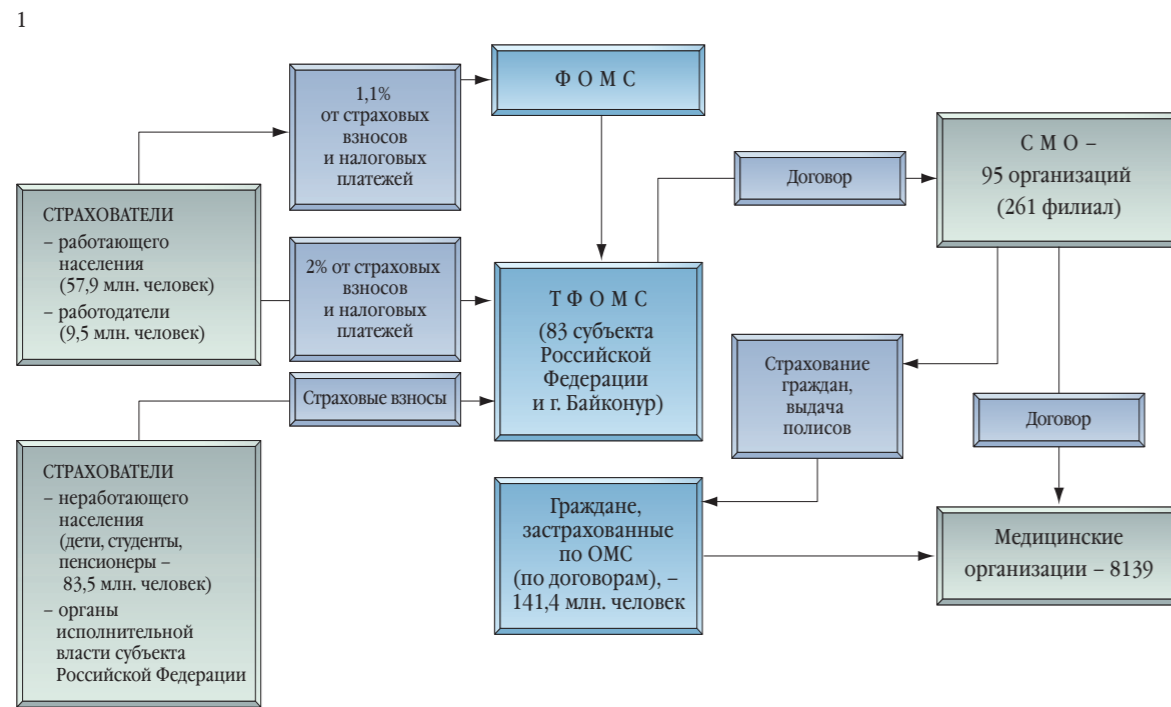 1
1,1%
от страховых
взносов
и налоговых
платежей
Ф О М С
СТРАХОВАТЕЛИ
– работающего
населения
(57,9 млн. человек)
– работодатели
(9,5 млн. человек)
2% от страховых
взносов
и налоговых
платежей
Страховые взносы
Т Ф О М С
(83 субъекта
Российской
Федерации
и г. Байконур)
Договор
С М О –
95 организаций
(261 филиал)
Страхование
граждан,
выдача
полисов
Договор
СТРАХОВАТЕЛИ
– неработающего
населения
(дети, студенты,
пенсионеры –
83,5 млн. человек)
– органы
исполнительной
власти субъекта
Российской Федерации
Граждане,
застрахованные
по ОМС
(по договорам), –
141,4 млн. человек
Медицинские
организации – 8139